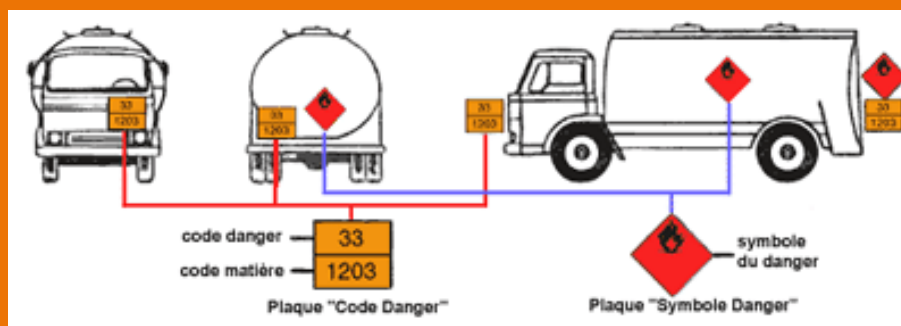 33
1203
33
1203
33
1203
33
1203
code danger
33
code matière
1203
Plaque "Code Danger"
symbole
du danger
Plaque "Symbole Danger"